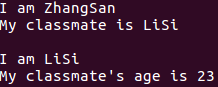 I am ZhangSan
My classmate is LiSi

I am LiSi
My classmate's age is 23